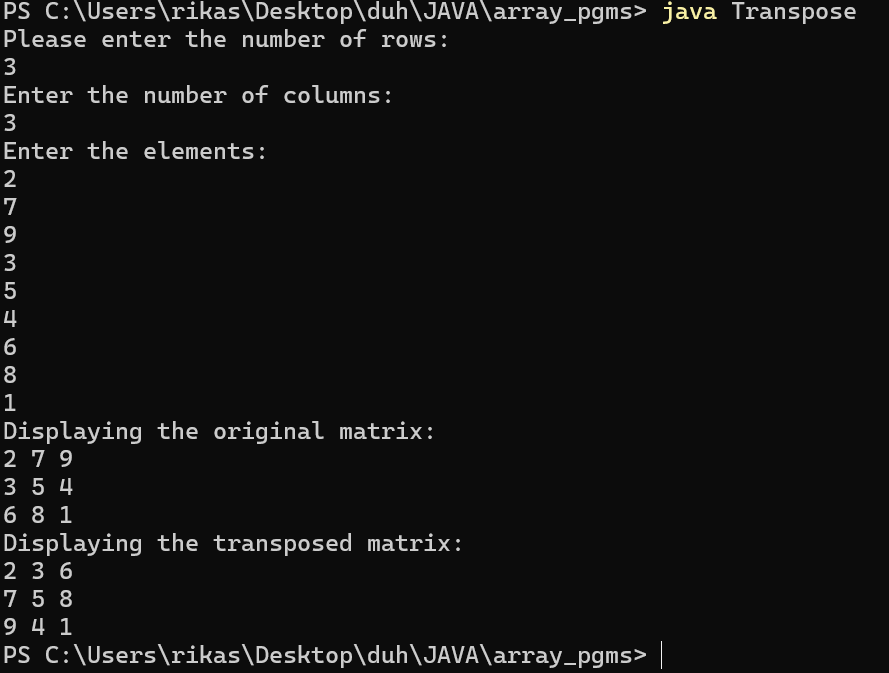 PS C:\Users\rikas\Desktop\duh\JAVA\array_pgms> java Transpose
Please enter the number of rows:
3
Enter the number of columns:
3
Enter the elements:
2
7
9
3
5
4
6
8
1
Displaying the original matrix:
2 7 9
3 5 4
6 8 1
Displaying the transposed matrix:
2 3 6
7 5 8
9 4 1
PS C:\Users\rikas\Desktop\duh\JAVA\array_pgms>